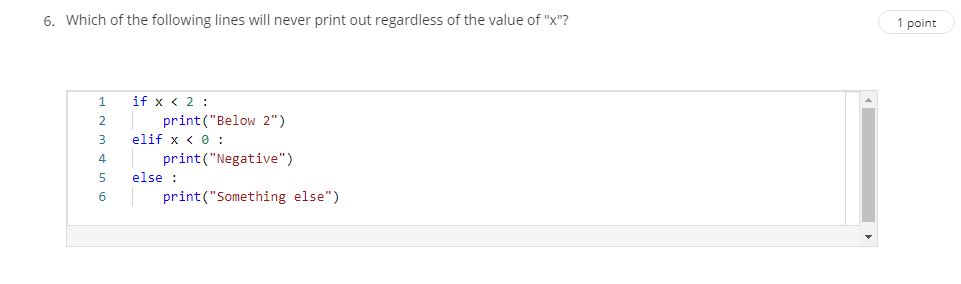 6. Which of the following lines will never print out regardless of the value of "x"?
1 point
1 if x < 2 :
2     print("Below 2")
3 elif x < 0 :
4     print("Negative")
5 else :
6     print("Something else")